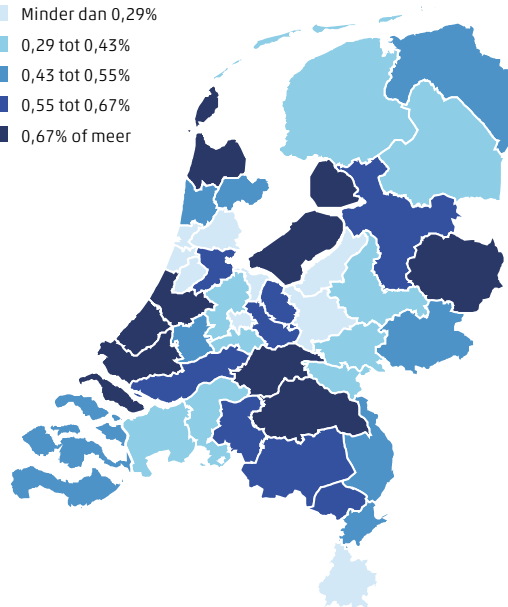 Minder dan 0,29%
0,29 tot 0,43%
0,43 tot 0,55%
0,55 tot 0,67%
0,67% of meer